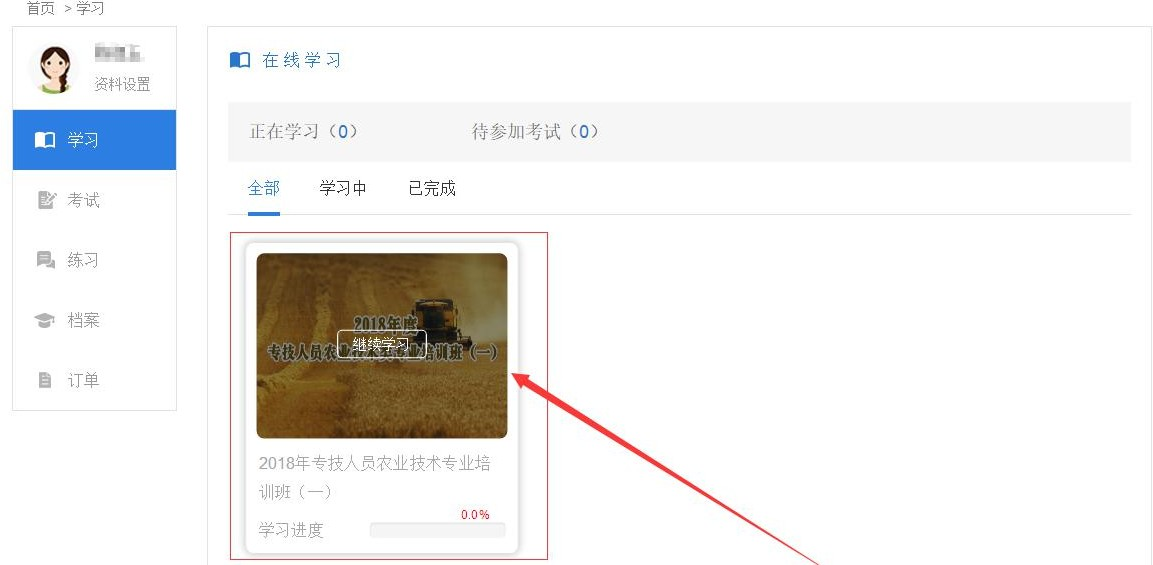 首页 > 学习
资料设置
学习
考试
练习
档案
订单
在线学习
正在学习（0） 待参加考试（0）
全部 学习中 已完成
2018年度
继续学习
2018年专技人员农业技术专业培
训班（一）
0.0%
学习进度